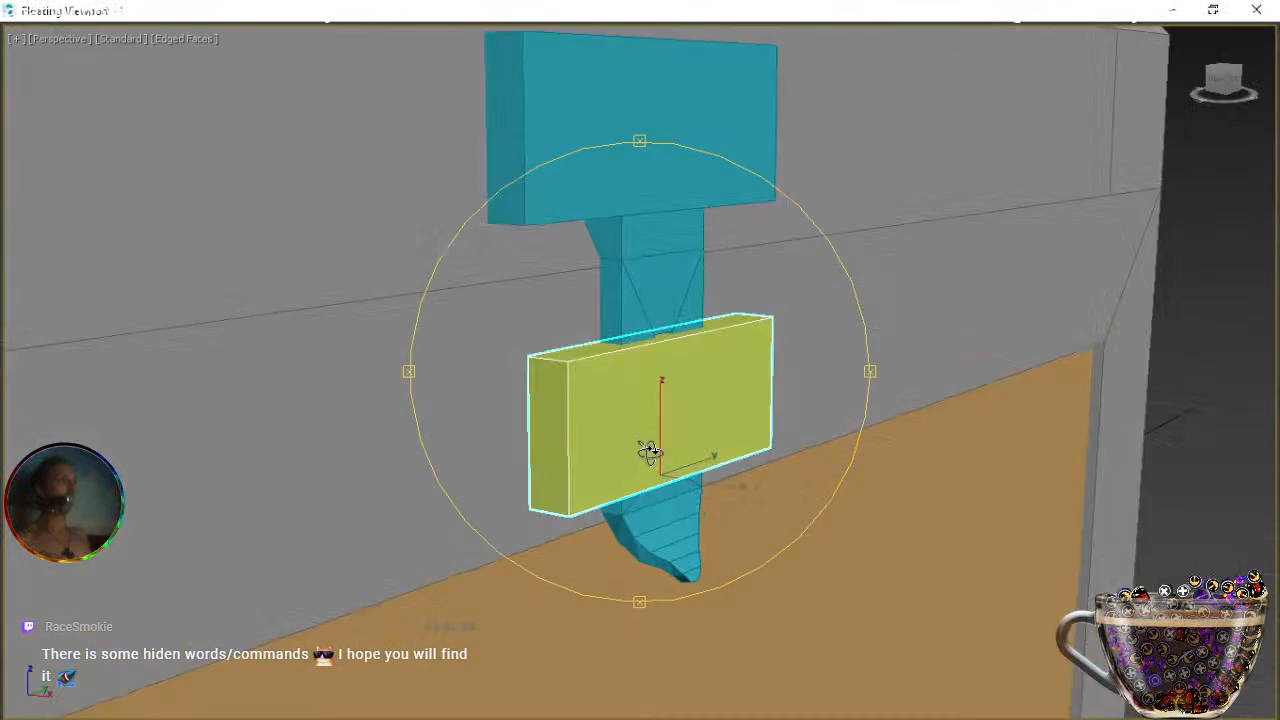 Floating Viewport - 1
[ + ] [Perspective ] [Standard ] [Edged Faces ]
z
y
RaceSmokie
There is some hiden words/commands I hope you will find
it
z